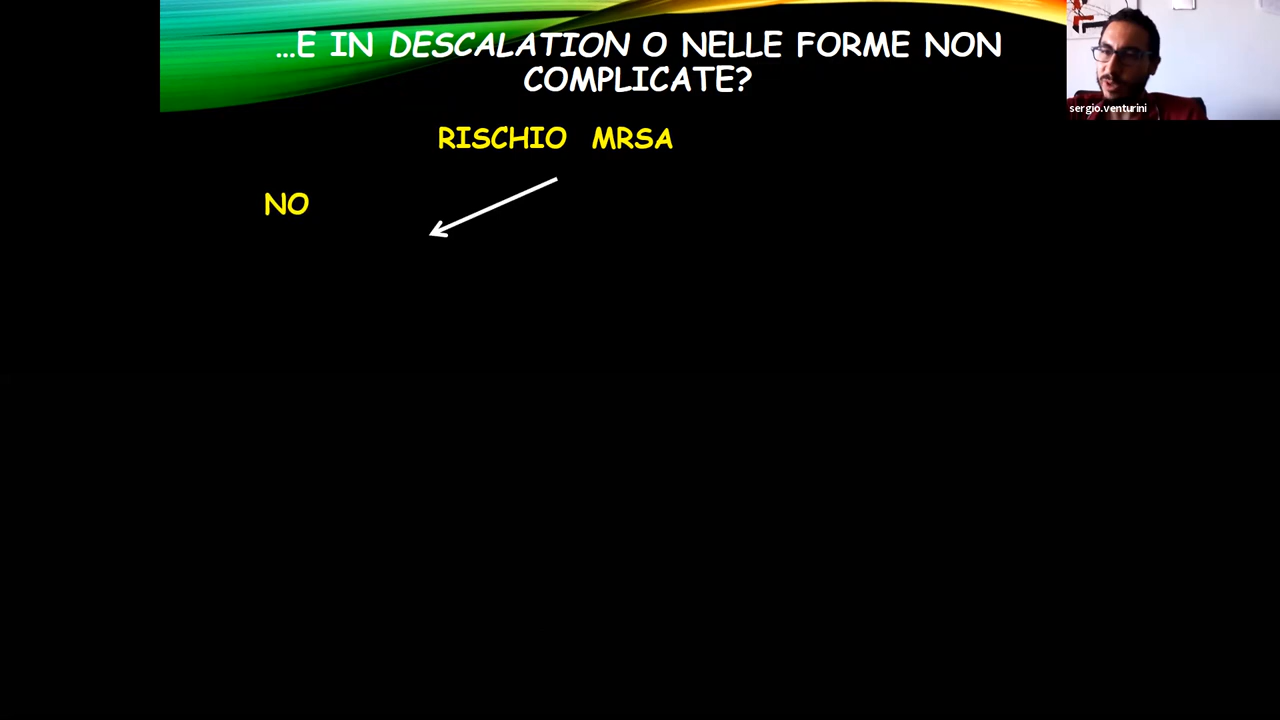 ...E IN DESCALATION O NELLE FORME NON
COMPLICATE?
sergio.venturini
RISCHIO MRSA
NO